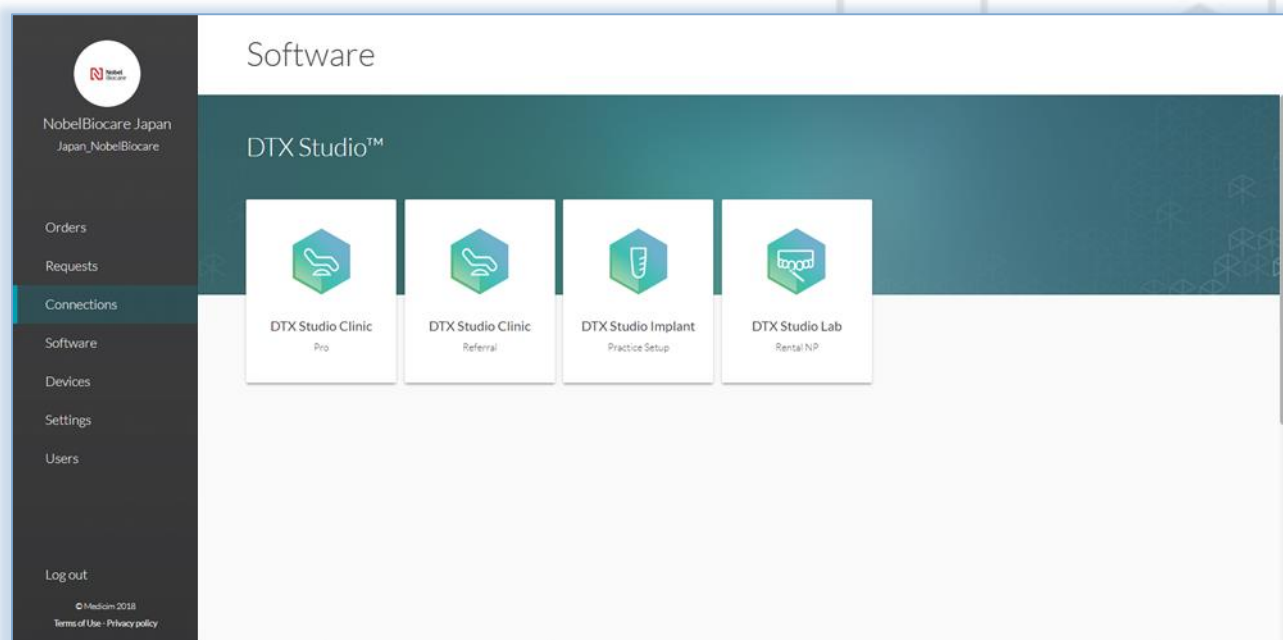 Nobel
Biocare
NobelBiocare Japan
Japan_NobelBiocare
Orders
Requests
Connections
Software
Devices
Settings
Users
Log out
© Medicim 2018
Terms of Use · Privacy policy
Software
DTX Studio™
DTX Studio Clinic
Pro
DTX Studio Clinic
Referral
DTX Studio Implant
Practice Setup
DTX Studio Lab
Rental NP